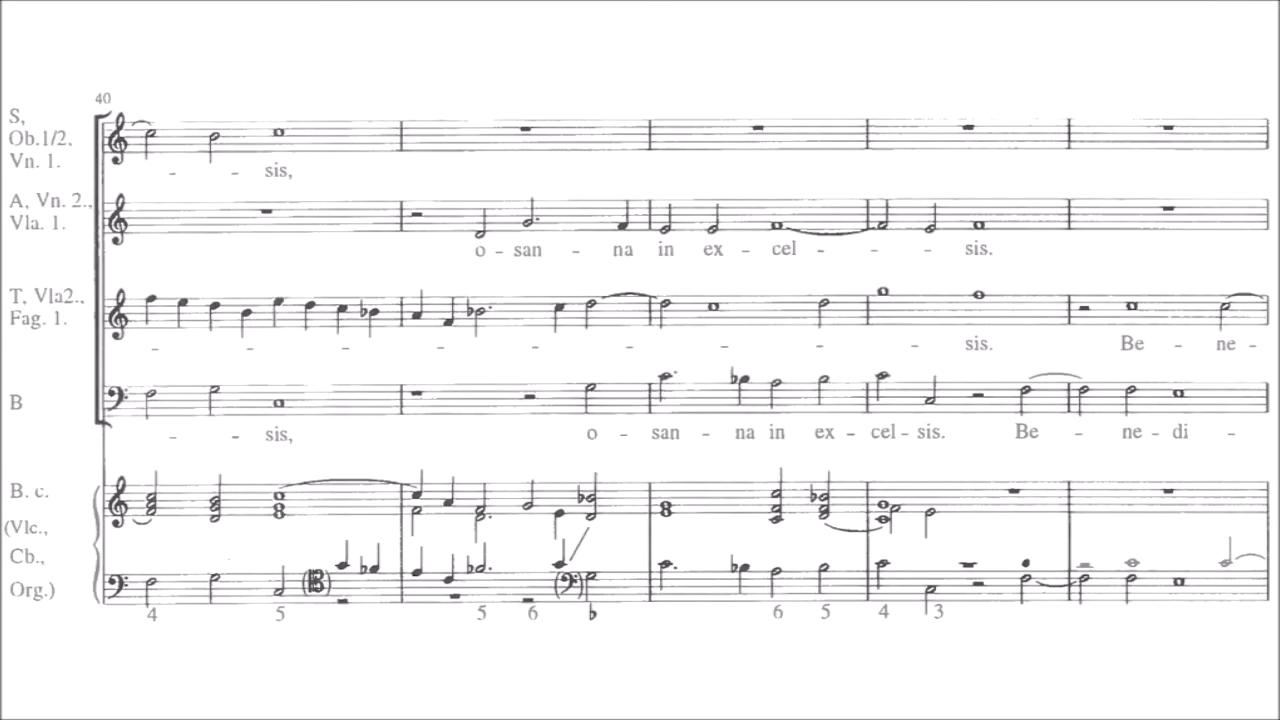 40
S,
Ob.1/2,
Vn. 1.
- - sis,
A, Vn. 2.,
Vla. 1.
o - san - na in ex - cel - - - sis.
T, Vla2.,
Fag. 1.
- - - - - - - - - sis. Be - ne -
B
- - sis, o - san - na in ex - cel - sis. Be - ne - di -
B. c.
(Vlc.,
Cb.,
Org.)
4 5 5 6 ♭ 6 5 4 3